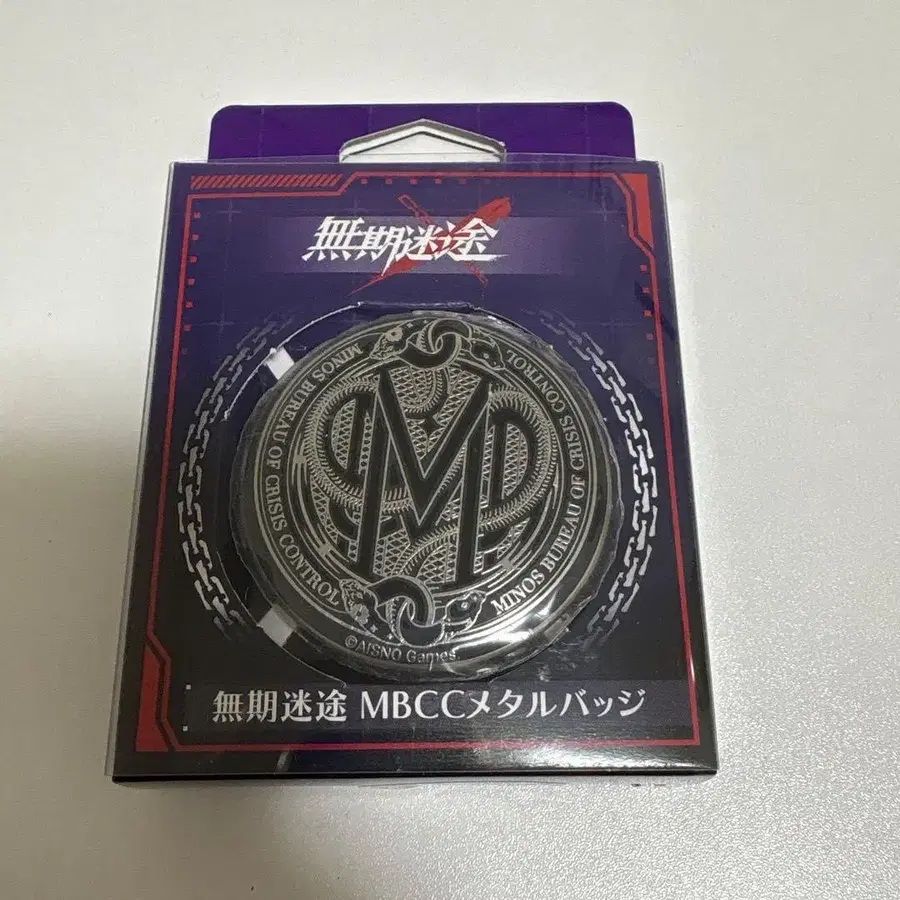 無期迷途
MINOS BUREAU OF CRISIS CONTROL
MINOS BUREAU OF CRISIS CONTROL
M
©AISNO Games.
無期迷途 MBCCメタルバッジ